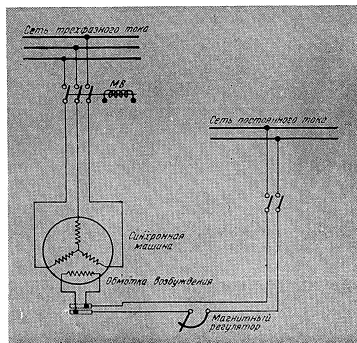 Сеть трехфазного тока
МВ
Сеть постоянного тока
Синхронная
машина
Обмотка возбуждения
Магнитный
регулятор